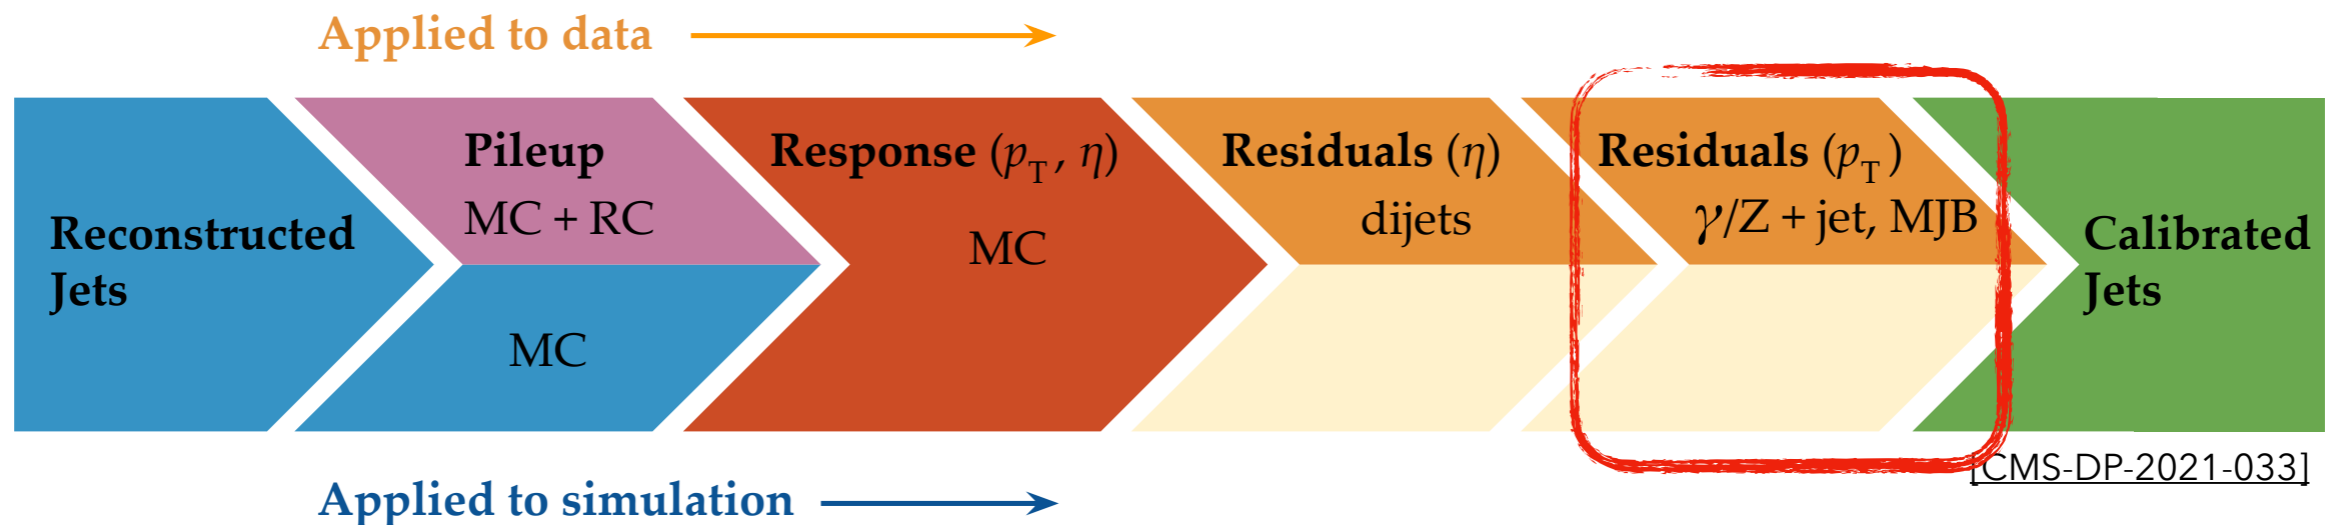 Applied to data
Reconstructed
Jets
Pileup
MC + RC
MC
Response (pT, η)
MC
Residuals (η)
dijets
Residuals (pT)
γ/Z + jet, MJB
Calibrated
Jets
[CMS-DP-2021-033]
Applied to simulation